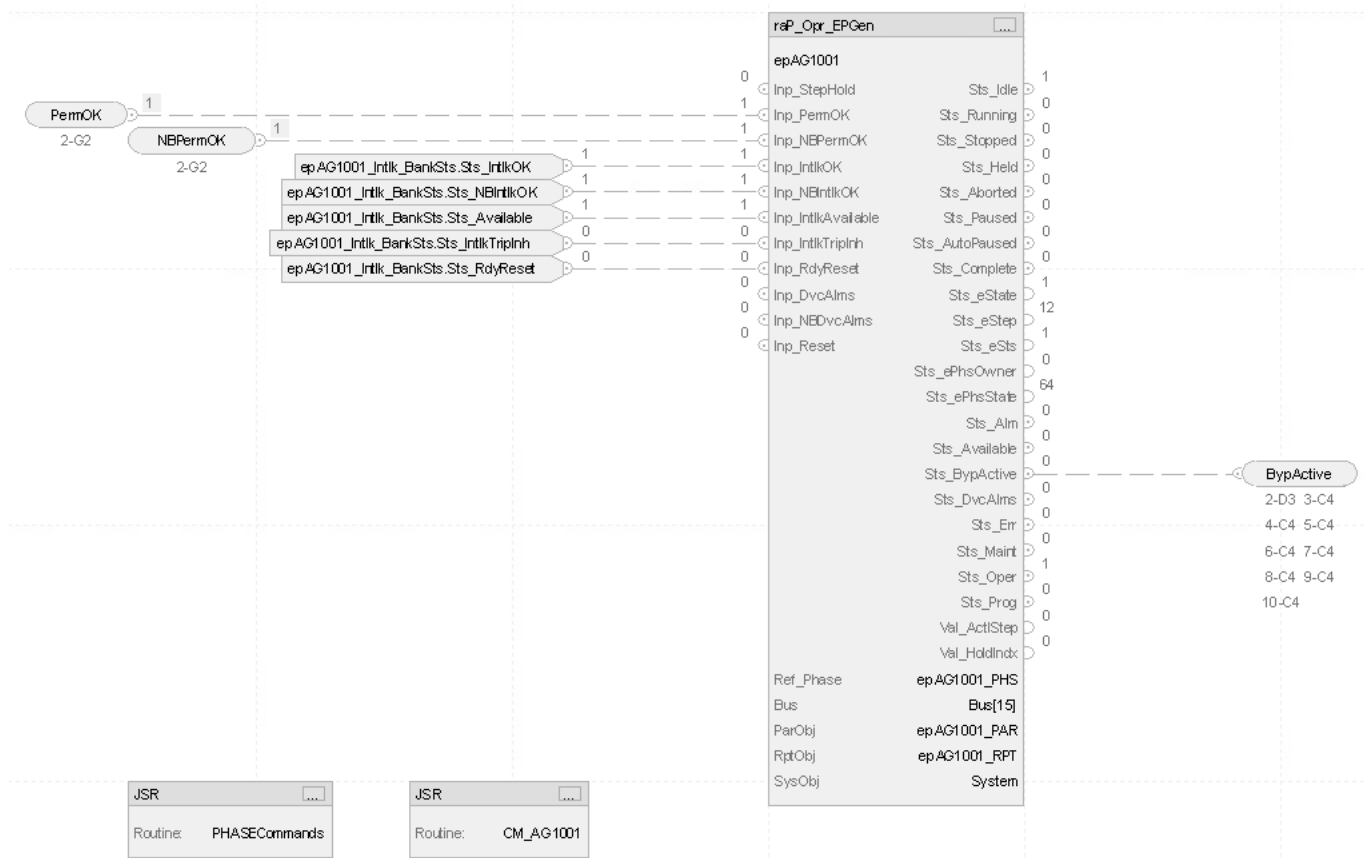 raP_Opr_EPGen ...
epAG1001
0 Inp_StepHold Sts_Idle 1
PermOK 1 1 Inp_PermOK Sts_Running 0
2-G2
NBPermOK 1 1 Inp_NBPermOK Sts_Stopped 0
2-G2
epAG1001_Intlk_BankSts.Sts_IntlkOK 1 1 Inp_IntlkOK Sts_Held 0
epAG1001_Intlk_BankSts.Sts_NBIntlkOK 1 1 Inp_NBIntlkOK Sts_Aborted 0
epAG1001_Intlk_BankSts.Sts_Available 1 1 Inp_IntlkAvailable Sts_Paused 0
epAG1001_Intlk_BankSts.Sts_IntlkTripInh 0 0 Inp_IntlkTripInh Sts_AutoPaused 0
epAG1001_Intlk_BankSts.Sts_RdyReset 0 0 Inp_RdyReset Sts_Complete 0
0 Inp_DvcAlms Sts_eState 1
0 Inp_NBDvcAlms Sts_eStep 12
0 Inp_Reset Sts_eSts 1
Sts_ePhsOwner 0
Sts_ePhsState 64
Sts_Alm 0
Sts_Available 0
Sts_BypActive 0 BypActive
Sts_DvcAlms 0 2-D3 3-C4
Sts_Err 0 4-C4 5-C4
Sts_Maint 0 6-C4 7-C4
Sts_Oper 1 8-C4 9-C4
Sts_Prog 0 10-C4
Val_ActlStep 0
Val_HoldIndx 0
Ref_Phase epAG1001_PHS
Bus Bus[15]
ParObj epAG1001_PAR
RptObj epAG1001_RPT
SysObj System
JSR ...
Routine: PHASECommands
JSR ...
Routine: CM_AG1001